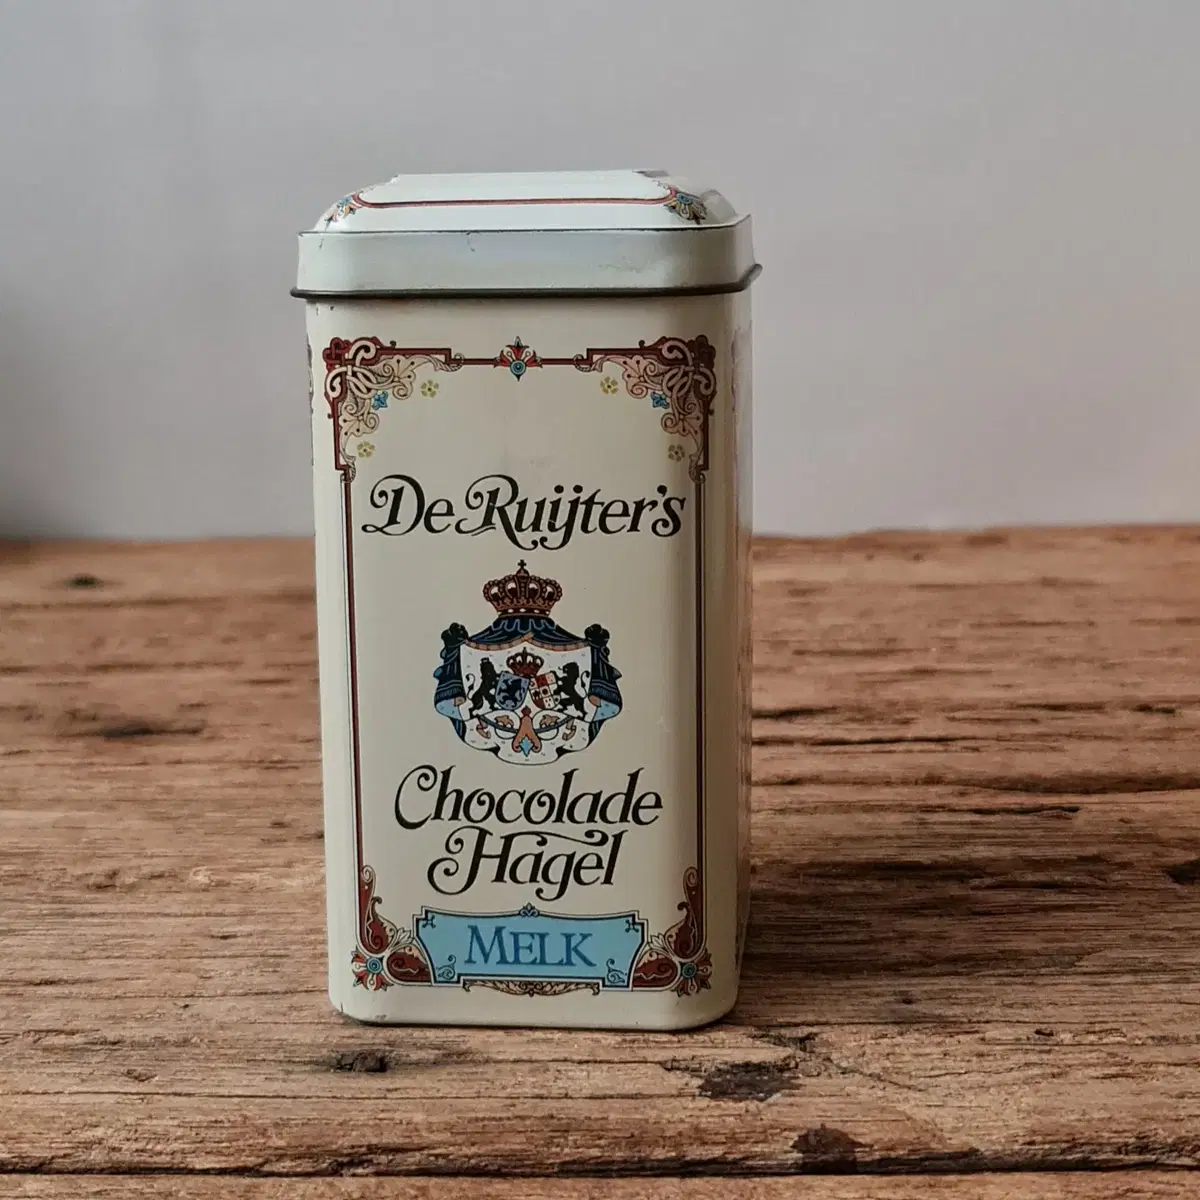 De Ruijter's
Chocolade
Hagel
MELK